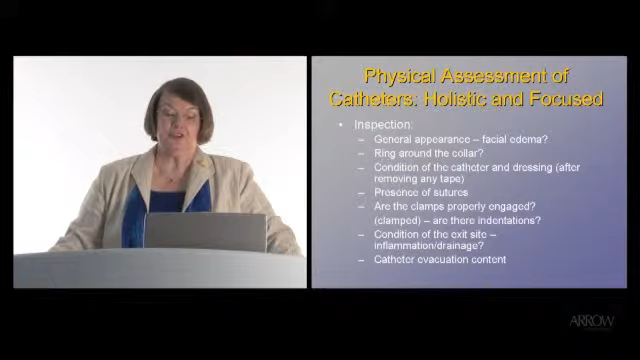 Physical Assessment of
Catheters: Holistic and Focused
• Inspection:
– General appearance – facial edema?
– Ring around the collar?
– Condition of the catheter and dressing (after
removing any tape)
– Presence of sutures
– Are the clamps properly engaged?
(clamped) – are there indentations?
– Condition of the exit site –
inflammation/drainage?
– Catheter evacuation content
ARROW